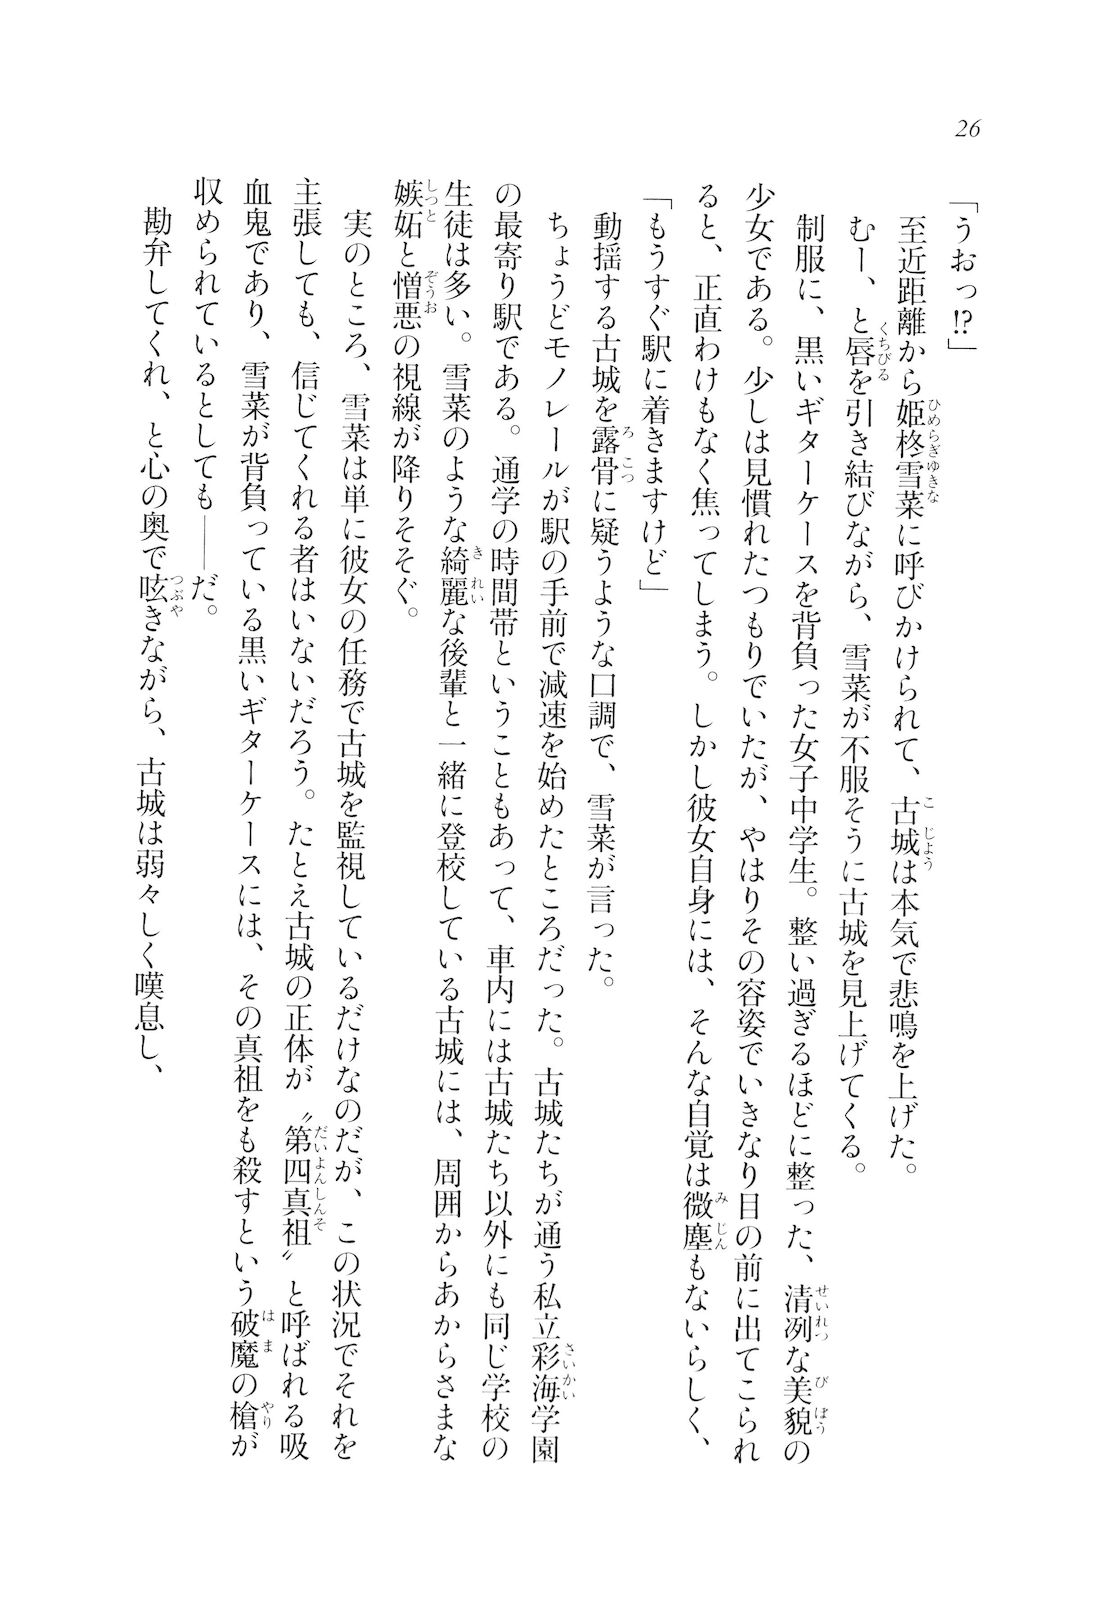 26
「うおっ!?」
至近距離から姫柊雪菜に呼びかけられて、古城は本気で悲鳴を上げた。
むー、と唇を引き結びながら、雪菜が不服そうに古城を見上げてくる。
制服に、黒いギターケースを背負った女子中学生。整い過ぎるほどに整った、清冽な美貌の
少女である。少しは見慣れたつもりでいたが、やはりその容姿でいきなり目の前に出てこられ
ると、正直わけもなく焦ってしまう。しかし彼女自身には、そんな自覚は微塵もないらしく、
「もうすぐ駅に着きますけど」
動揺する古城を露骨に疑うような口調で、雪菜が言った。
ちょうどモノレールが駅の手前で減速を始めたところだった。古城たちが通う私立彩海学園
の最寄り駅である。通学の時間帯ということもあって、車内には古城たち以外にも同じ学校の
生徒は多い。雪菜のような綺麗な後輩と一緒に登校している古城には、周囲からあからさまな
嫉妬と憎悪の視線が降りそそぐ。
実のところ、雪菜は単に彼女の任務で古城を監視しているだけなのだが、この状況でそれを
主張しても、信じてくれる者はいないだろう。たとえ古城の正体が〝第四真祖〟と呼ばれる吸
血鬼であり、雪菜が背負っている黒いギターケースには、その真祖をも殺すという破魔の槍が
収められているとしても――だ。
勘弁してくれ、と心の奥で呟きながら、古城は弱々しく嘆息し、